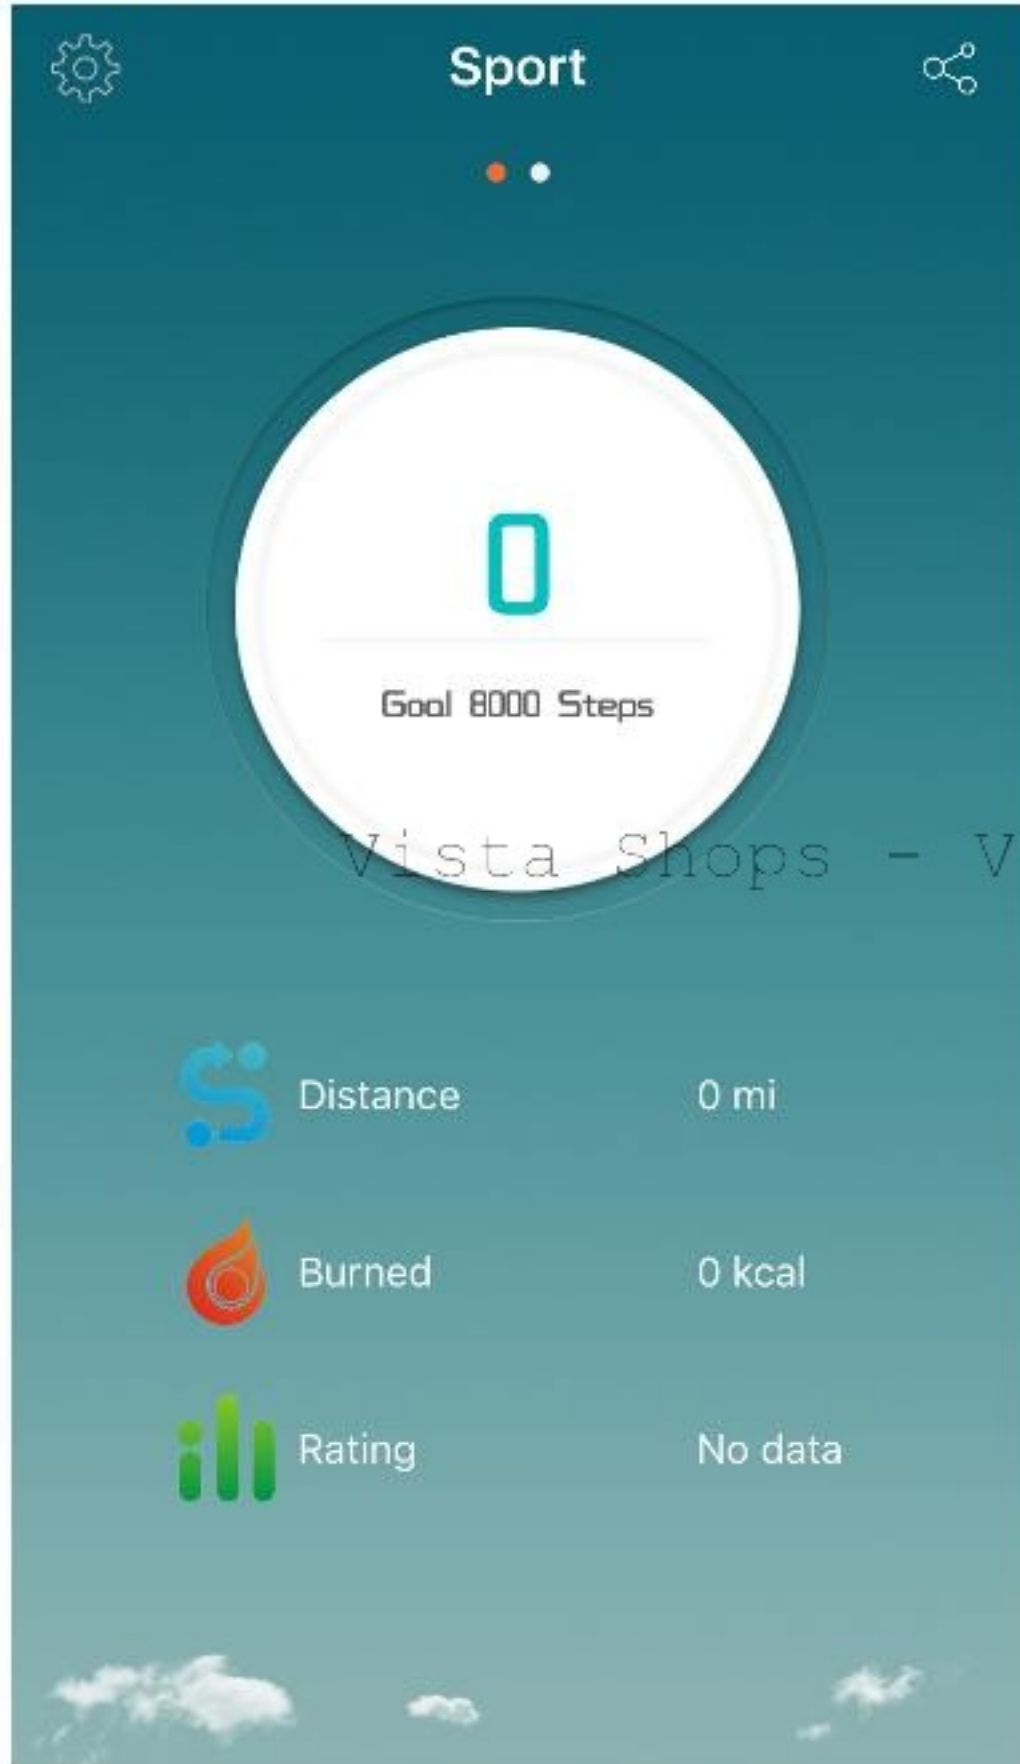 Sport
0
Goal 8000 Steps
Vista Shops - V
Distance 0 mi
Burned 0 kcal
Rating No data